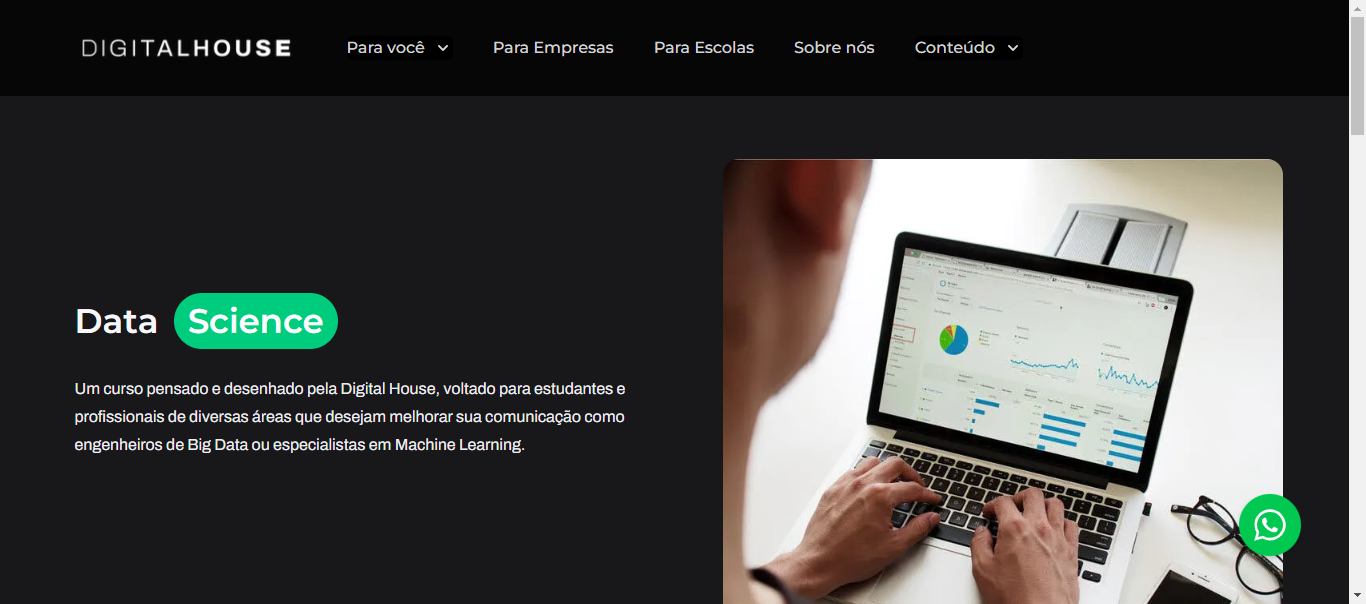 DIGITALHOUSE
Para você
Para Empresas
Para Escolas
Sobre nós
Conteúdo
Data Science
Um curso pensado e desenhado pela Digital House, voltado para estudantes e
profissionais de diversas áreas que desejam melhorar sua comunicação como
engenheiros de Big Data ou especialistas em Machine Learning.